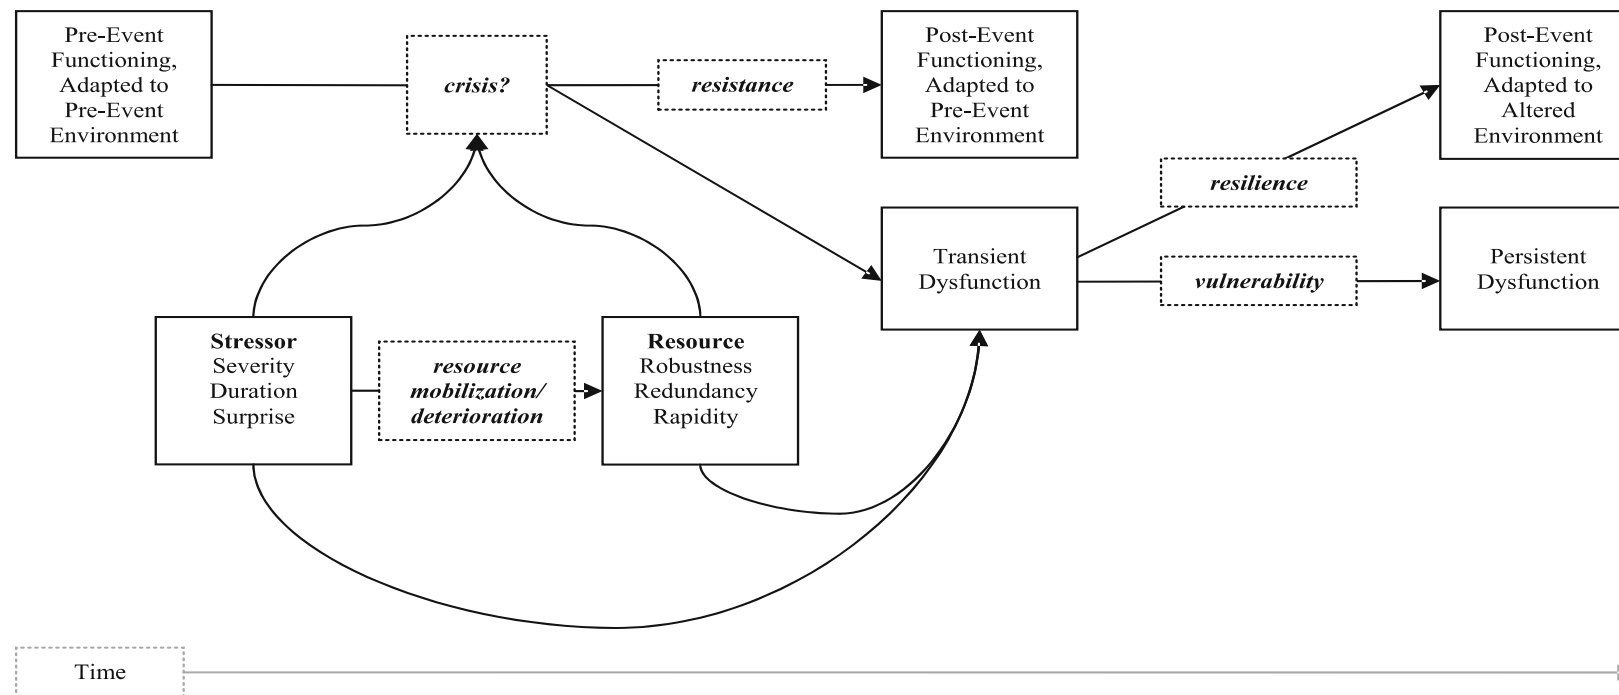 Pre-Event
Functioning,
Adapted to
Pre-Event
Environment
crisis?
resistance
Post-Event
Functioning,
Adapted to
Pre-Event
Environment
Post-Event
Functioning,
Adapted to
Altered
Environment
resilience
Transient
Dysfunction
vulnerability
Persistent
Dysfunction
Stressor
Severity
Duration
Surprise
resource
mobilization/
deterioration
Resource
Robustness
Redundancy
Rapidity
Time